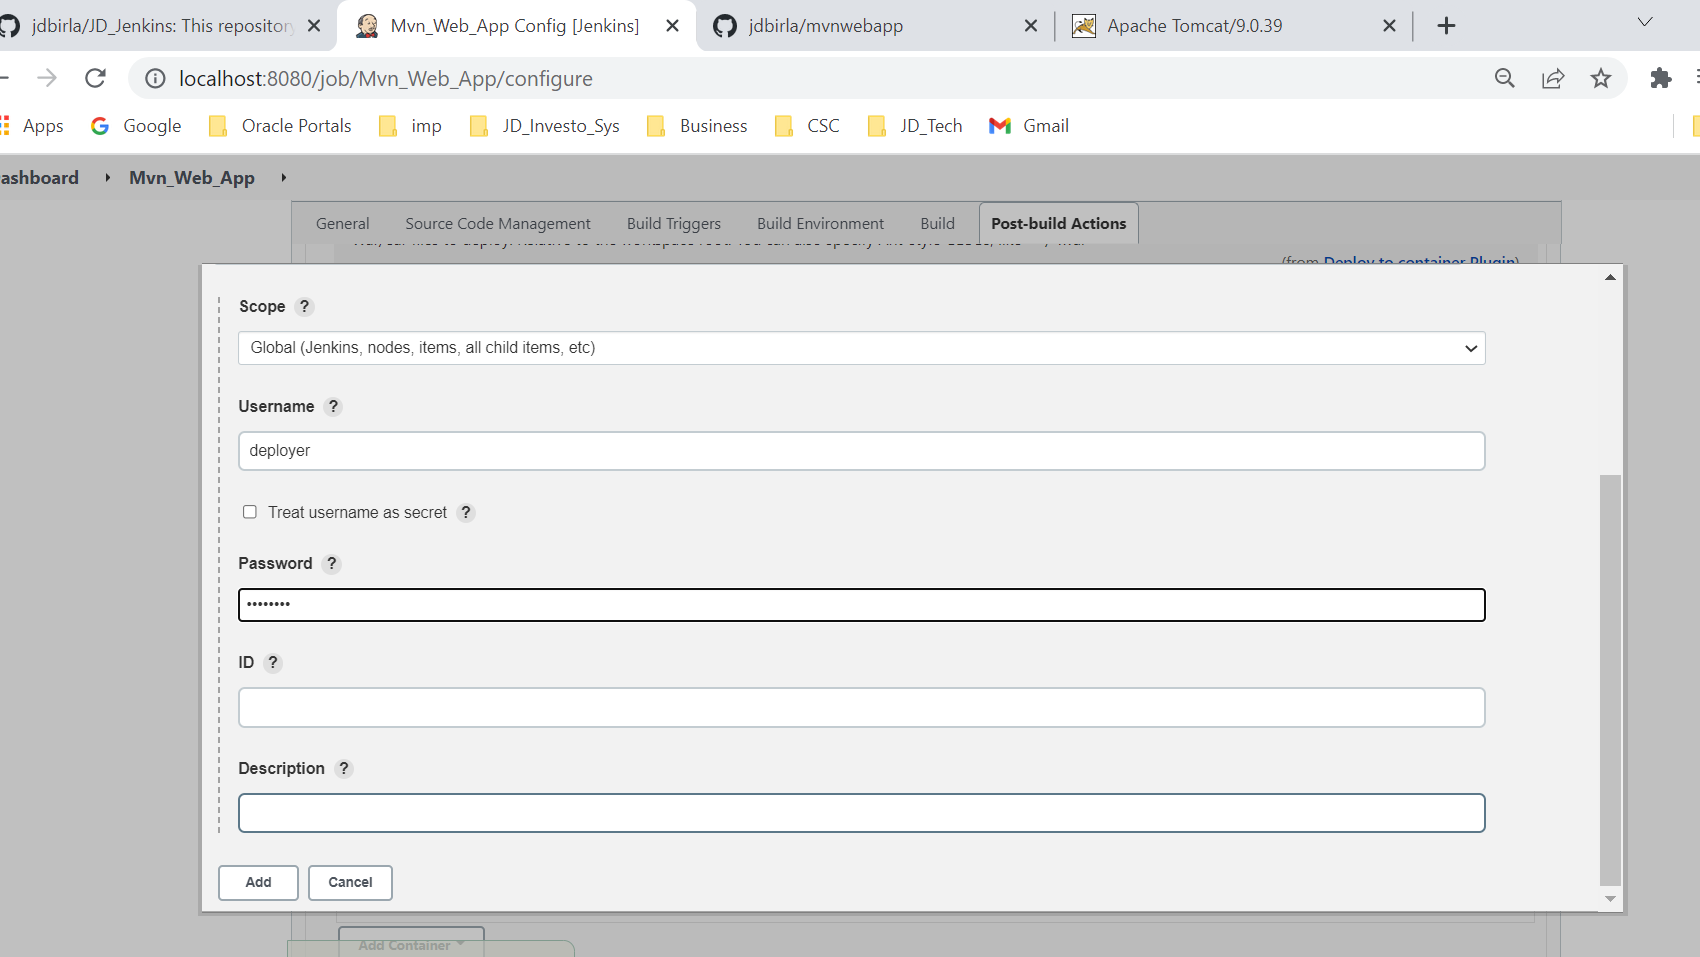 jdbirla/JD_Jenkins: This repository
Mvn_Web_App Config [Jenkins]
jdbirla/mvnwebapp
Apache Tomcat/9.0.39
localhost:8080/job/Mvn_Web_App/configure
Apps
Google
Oracle Portals
imp
JD_Investo_Sys
Business
CSC
JD_Tech
Gmail
ashboard
Mvn_Web_App
General
Source Code Management
Build Triggers
Build Environment
Build
Post-build Actions
(from Deploy to container Plugin)
Scope ?
Global (Jenkins, nodes, items, all child items, etc)
Username ?
deployer
Treat username as secret ?
Password ?
••••••••
ID ?
Description ?
Add
Cancel
Add Container